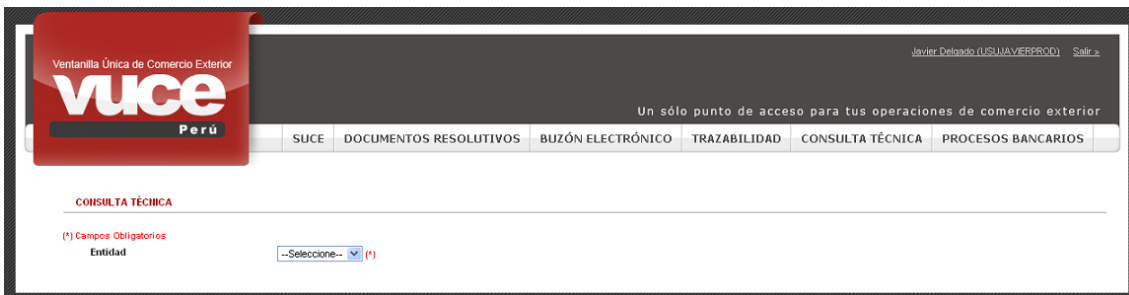 Javier Delgado (USUJAVIERPROD) Salir »
Ventanilla Única de Comercio Exterior
vuce
Perú
Un sólo punto de acceso para tus operaciones de comercio exterior
SUCE DOCUMENTOS RESOLUTIVOS BUZÓN ELECTRÓNICO TRAZABILIDAD CONSULTA TÉCNICA PROCESOS BANCARIOS
CONSULTA TÉCNICA
(*) Campos Obligatorios
Entidad --Seleccione-- (*)